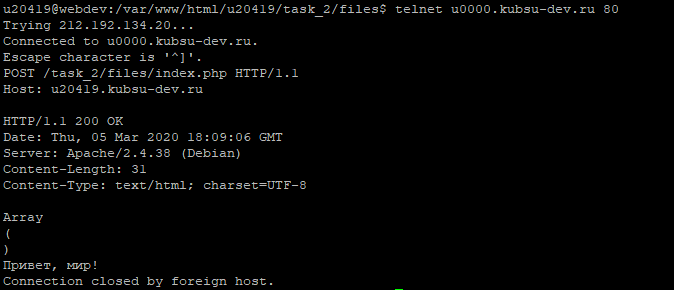 u20419@webdev:/var/www/html/u20419/task_2/files$ telnet u0000.kubsu-dev.ru 80
Trying 212.192.134.20...
Connected to u0000.kubsu-dev.ru.
Escape character is '^]'.
POST /task_2/files/index.php HTTP/1.1
Host: u20419.kubsu-dev.ru

HTTP/1.1 200 OK
Date: Thu, 05 Mar 2020 18:09:06 GMT
Server: Apache/2.4.38 (Debian)
Content-Length: 31
Content-Type: text/html; charset=UTF-8

Array
(
)
Привет, мир!
Connection closed by foreign host.